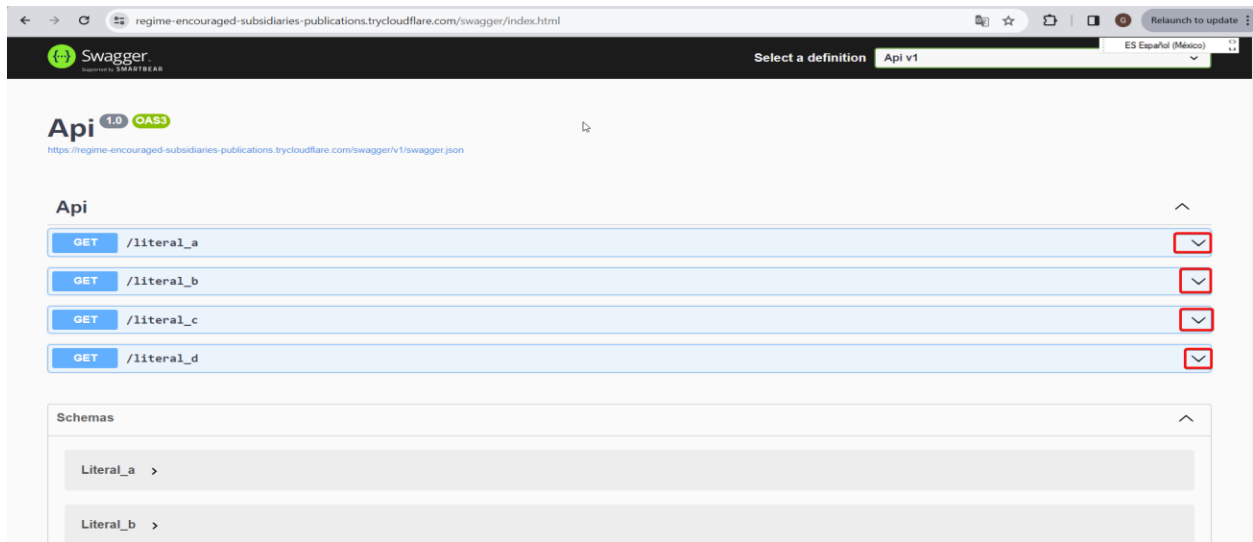 regime-encouraged-subsidiaries-publications.trycloudflare.com/swagger/index.html
G
Relaunch to update
ES Español (México)
Swagger.
Supported by SMARTBEAR
Select a definition
Api v1
Api 1.0 OAS3
https://regime-encouraged-subsidiaries-publications.trycloudflare.com/swagger/v1/swagger.json
Api
GET /literal_a
GET /literal_b
GET /literal_c
GET /literal_d
Schemas
Literal_a >
Literal_b >